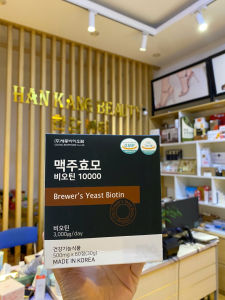 HAN KANG BEAUTY
맥주효모
비오틴 10000
Brewer's Yeast Biotin
비오틴
3,000㎍/day
건강기능식품
500mg x 60정(30g)
MADE IN KOREA